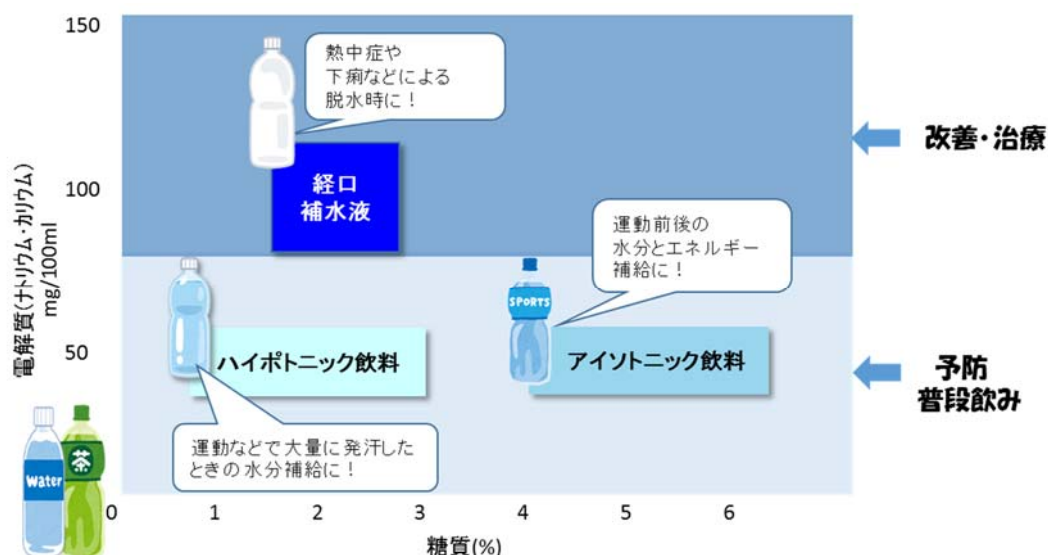 150
熱中症や
下痢などによる
脱水時に！
改善・治療
経口
補水液
100
電解質(ナトリウム・カリウム)
mg/100ml
運動前後の
水分とエネルギー
補給に！
SPORTS
ハイポトニック飲料
アイソトニック飲料
50
予防
普段飲み
運動などで大量に発汗した
ときの水分補給に！
Water
茶
0 1 2 3 4 5 6
糖質(%)